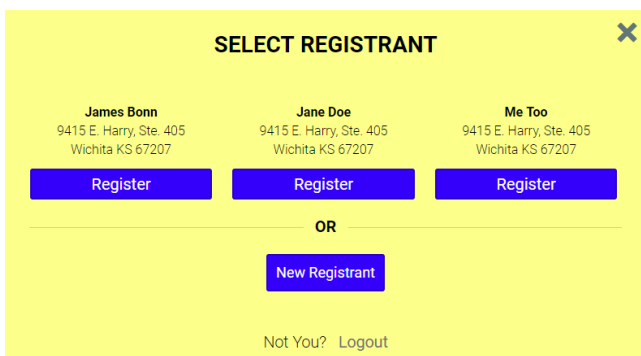 SELECT REGISTRANT
James Bonn
9415 E. Harry, Ste. 405
Wichita KS 67207
Register
Jane Doe
9415 E. Harry, Ste. 405
Wichita KS 67207
Register
Me Too
9415 E. Harry, Ste. 405
Wichita KS 67207
Register
OR
New Registrant
Not You? Logout